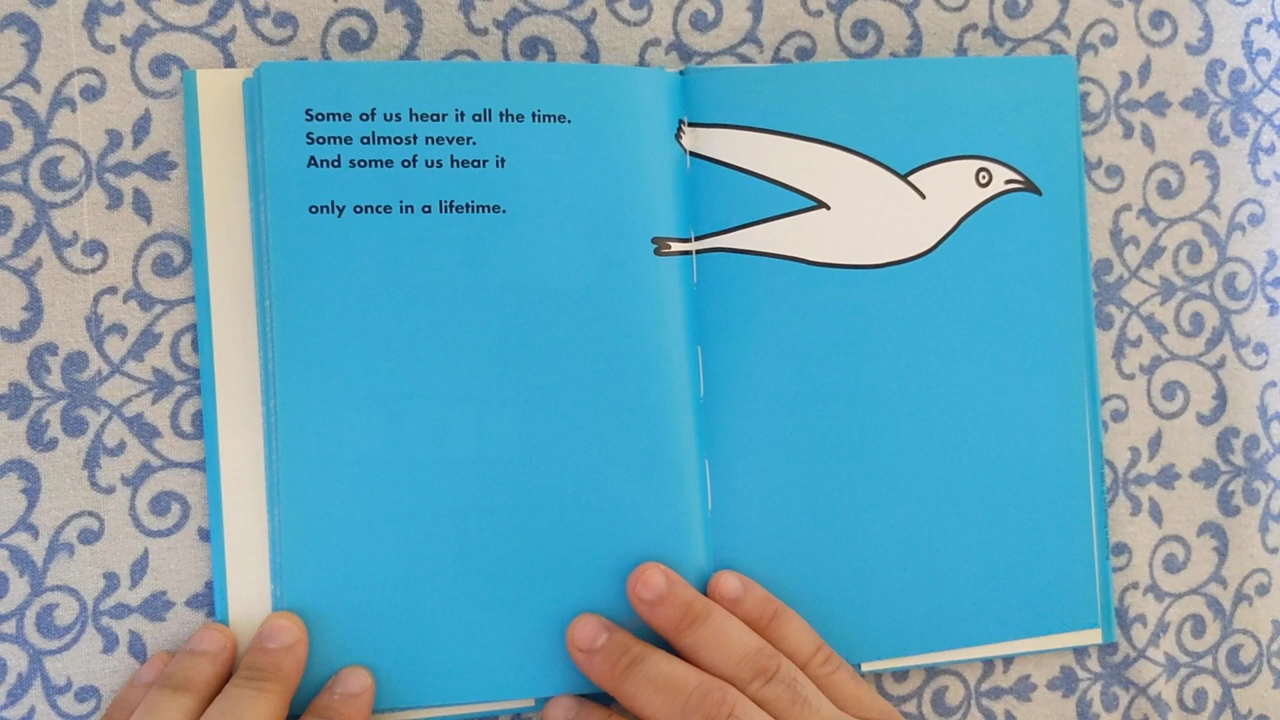 Some of us hear it all the time.
Some almost never.
And some of us hear it
only once in a lifetime.